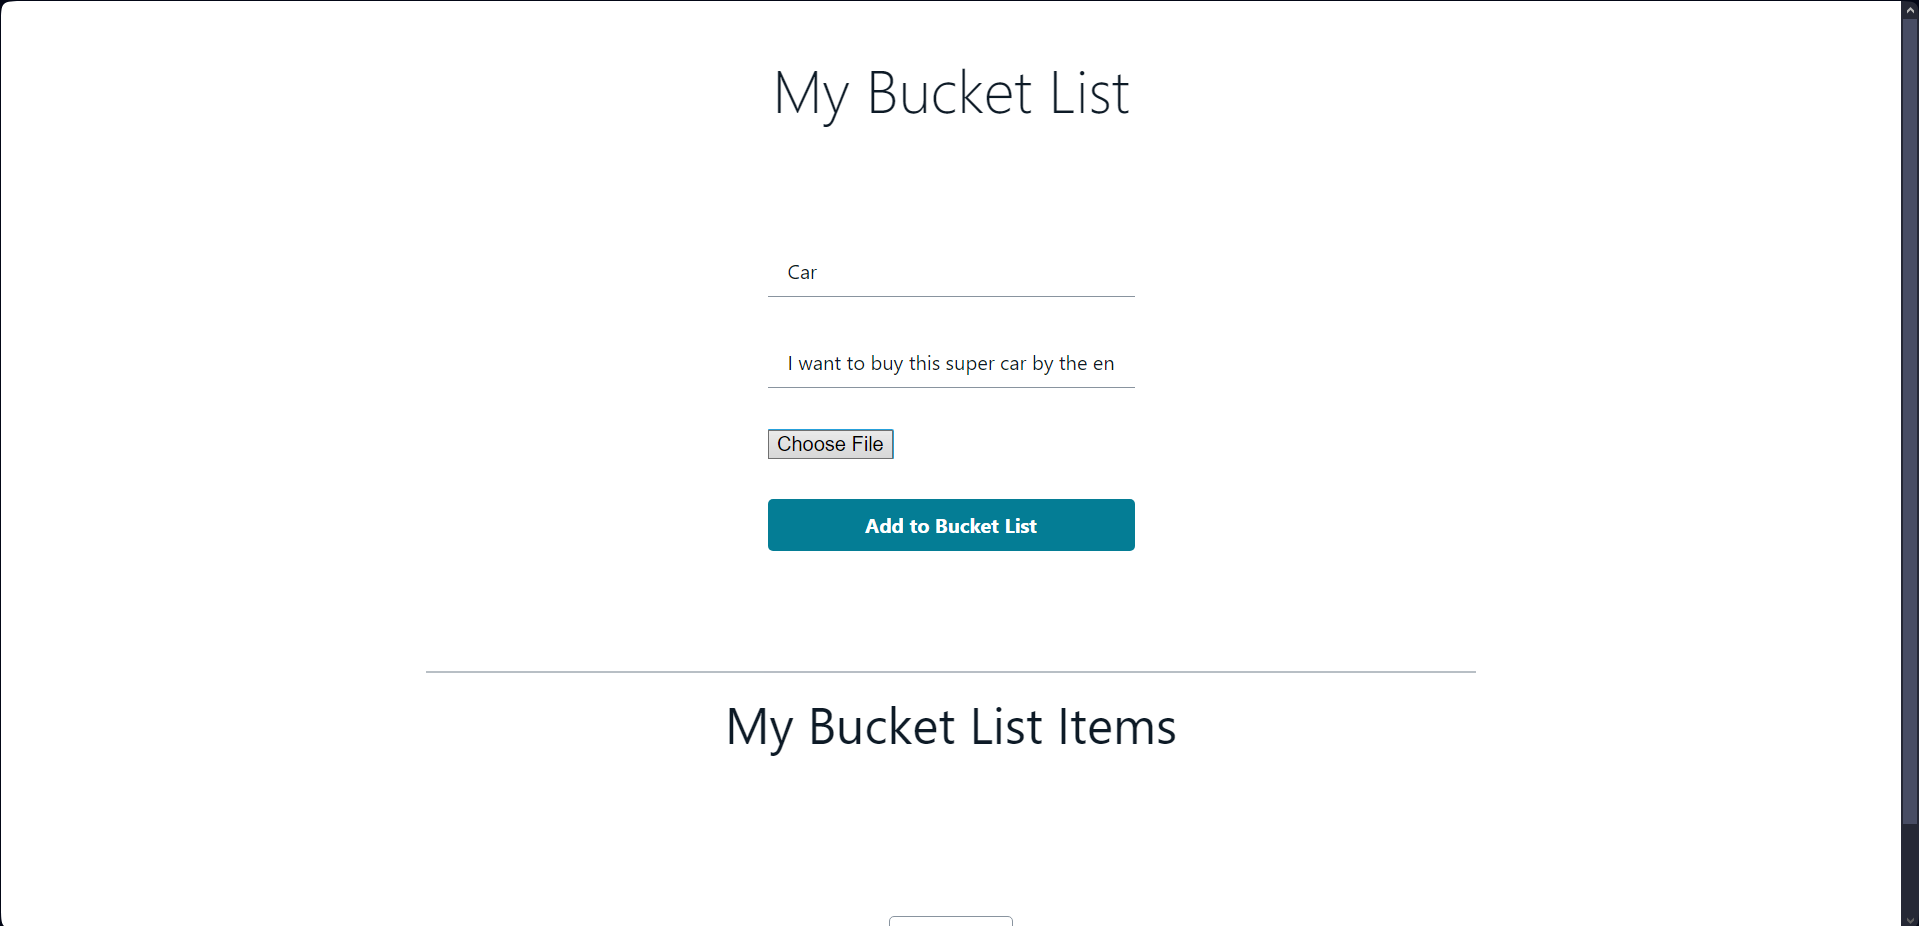 My Bucket List
Car
I want to buy this super car by the en
Choose File
Add to Bucket List
My Bucket List Items